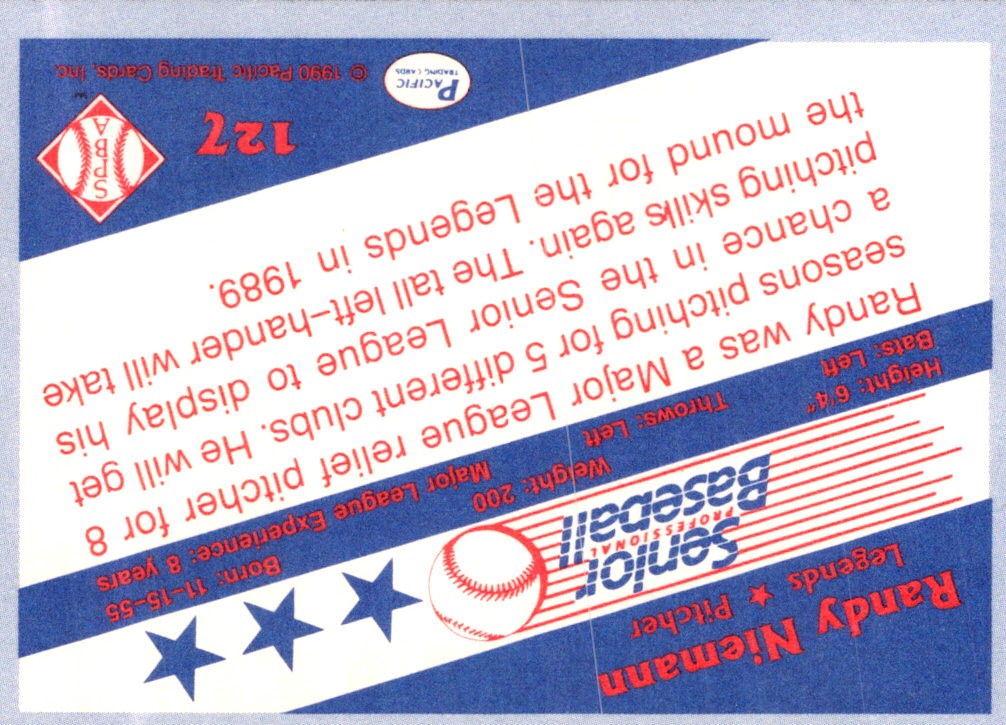 Randy Niemann
Legends ★ Pitcher
Senior
PROFESSIONAL
Baseball
Height: 6'4" Weight: 200 Born: 11-15-55
Bats: Left Throws: Left Major League Experience: 8 years
Randy was a Major League relief pitcher for 8
seasons pitching for 5 different clubs. He will get
a chance in the Senior League to display his
pitching skills again. The tall left-hander will take
the mound for the Legends in 1989.
127
SPBA
TM
PACIFIC
TRADING CARDS
© 1990 Pacific Trading Cards, Inc.